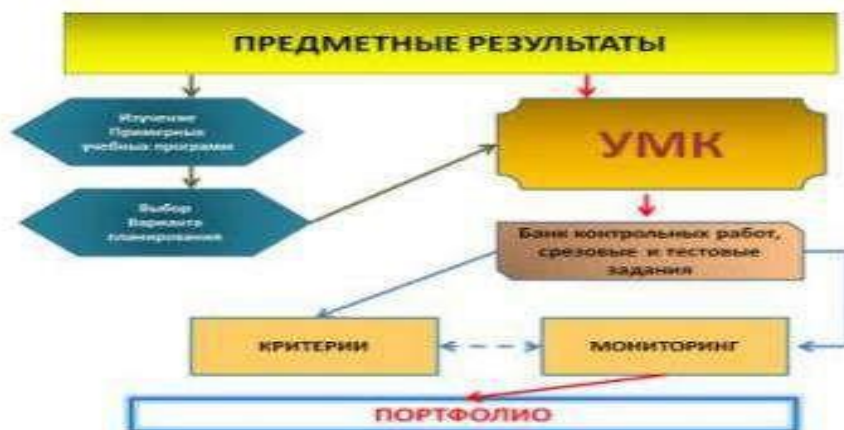 ПРЕДМЕТНЫЕ РЕЗУЛЬТАТЫ
Изучение
Примерных
учебных программ
УМК
Выбор
Варианта
планирования
Банк контрольных работ,
срезовые и тестовые
задания
КРИТЕРИИ
МОНИТОРИНГ
ПОРТФОЛИО